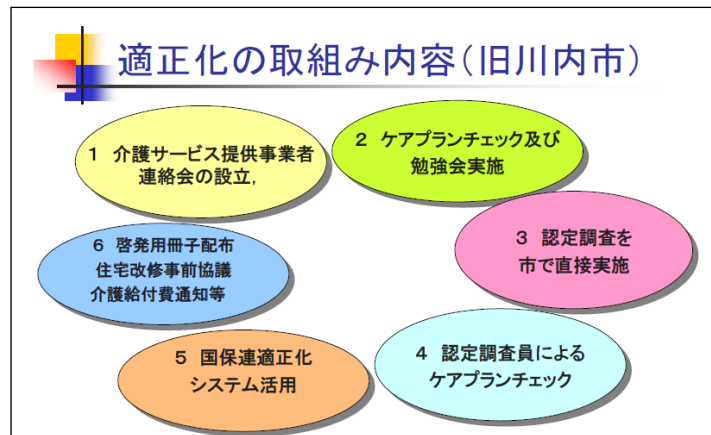 適正化の取組み内容（旧川内市）
1 介護サービス提供事業者
連絡会の設立,
2 ケアプランチェック及び
勉強会実施
3 認定調査を
市で直接実施
4 認定調査員による
ケアプランチェック
5 国保連適正化
システム活用
6 啓発用冊子配布
住宅改修事前協議
介護給付費通知等